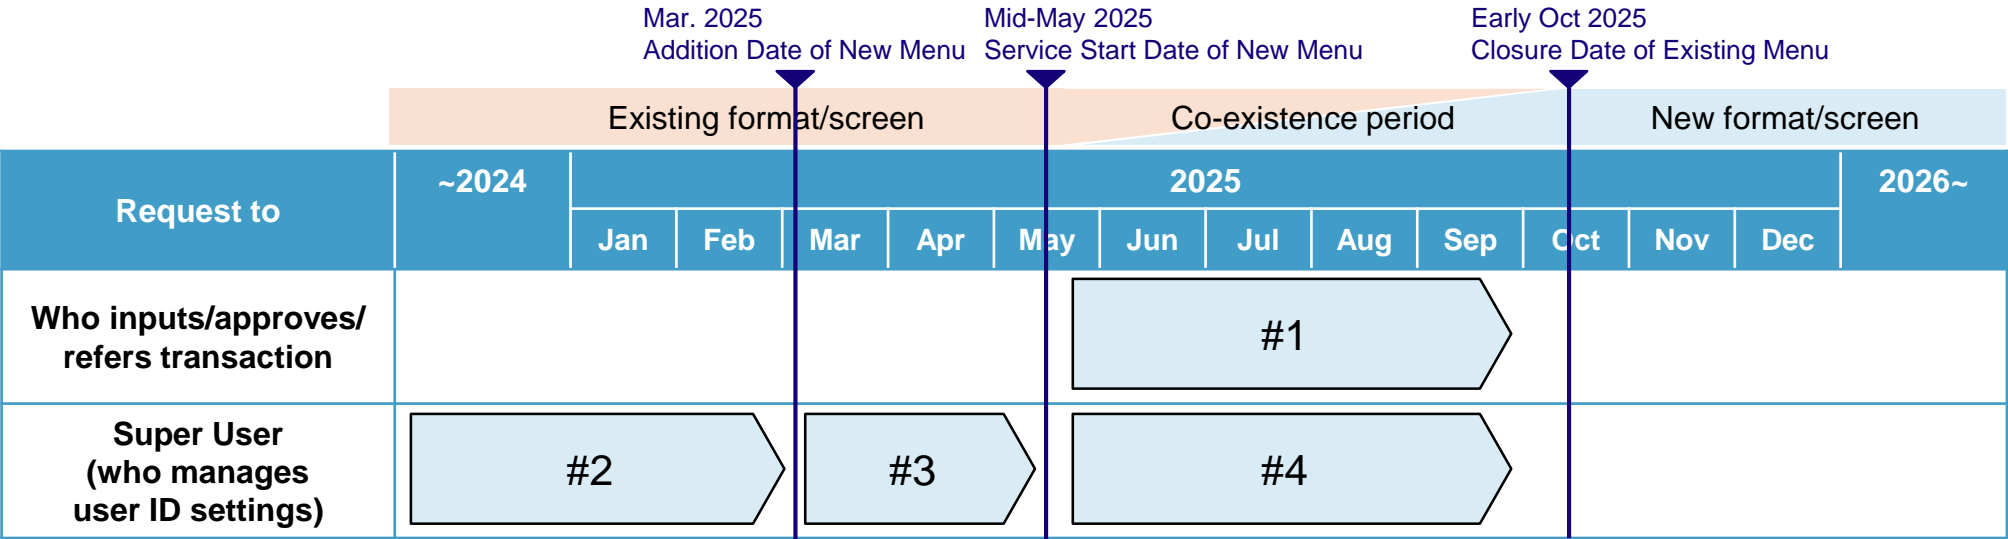 Mar. 2025
Addition Date of New Menu
Mid-May 2025
Service Start Date of New Menu
Early Oct 2025
Closure Date of Existing Menu
Existing format/screen
Co-existence period
New format/screen
Request to
~2024
2025
2026~
Jan
Feb
Mar
Apr
May
Jun
Jul
Aug
Sep
Oct
Nov
Dec
Who inputs/approves/
refers transaction
#1
Super User
(who manages
user ID settings)
#2
#3
#4